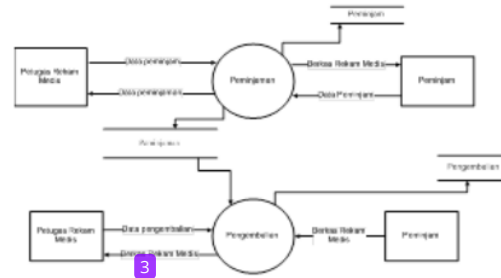 Peminjam
Petugas Rekam
Medis
Data peminjam
Data peminjaman
Peminjaman
Berkas Rekam Medis
Data Peminjam
Peminjam
Peminjaman
Pengembalian
Petugas Rekam
Medis
Data pengembalian
Berkas Rekam Medis
Pengembalian
Berkas Rekam
Medis
Peminjam
3